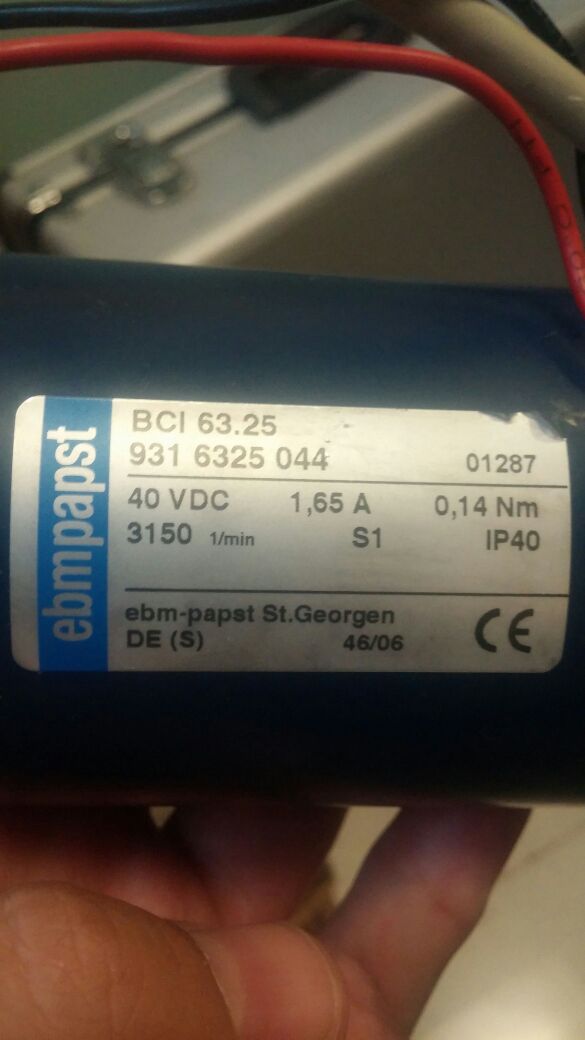 ebmpapst
BCI 63.25
931 6325 044 01287
40 VDC 1,65 A 0,14 Nm
3150 1/min S1 IP40
ebm-papst St.Georgen
DE (S) 46/06 CE